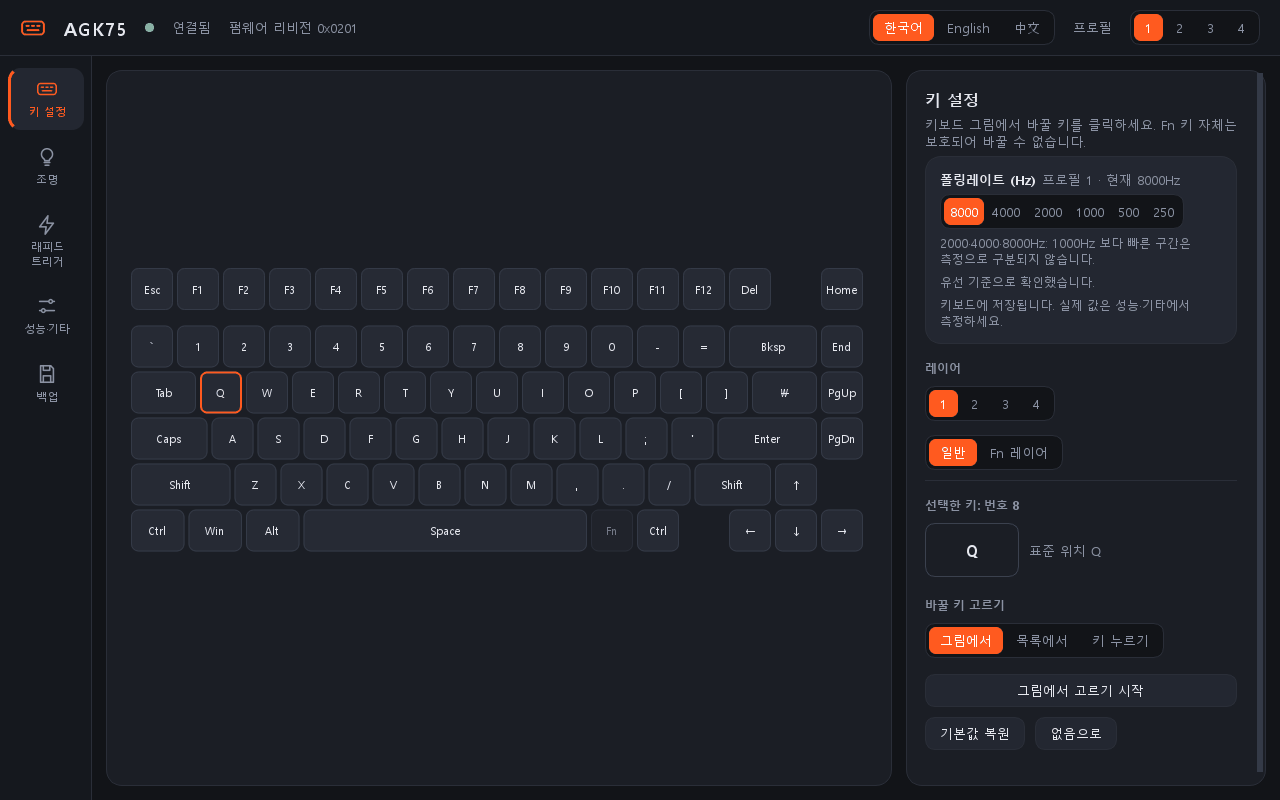 AGK75 연결됨 펌웨어 리비전 0x0201 한국어 English 中文 프로필 1 2 3 4
키 설정
조명
래피드
트리거
성능·기타
백업
Esc F1 F2 F3 F4 F5 F6 F7 F8 F9 F10 F11 F12 Del Home
` 1 2 3 4 5 6 7 8 9 0 - = Bksp End
Tab Q W E R T Y U I O P [ ] ₩ PgUp
Caps A S D F G H J K L ; ' Enter PgDn
Shift Z X C V B N M , . / Shift ↑
Ctrl Win Alt Space Fn Ctrl ← ↓ →
키 설정
키보드 그림에서 바꿀 키를 클릭하세요. Fn 키 자체는
보호되어 바꿀 수 없습니다.
폴링레이트 (Hz) 프로필 1 · 현재 8000Hz
8000 4000 2000 1000 500 250
2000·4000·8000Hz: 1000Hz 보다 빠른 구간은
측정으로 구분되지 않습니다.
유선 기준으로 확인했습니다.
키보드에 저장됩니다. 실제 값은 성능·기타에서
측정하세요.
레이어
1 2 3 4
일반 Fn 레이어
선택한 키: 번호 8
Q 표준 위치 Q
바꿀 키 고르기
그림에서 목록에서 키 누르기
그림에서 고르기 시작
기본값 복원 없음으로